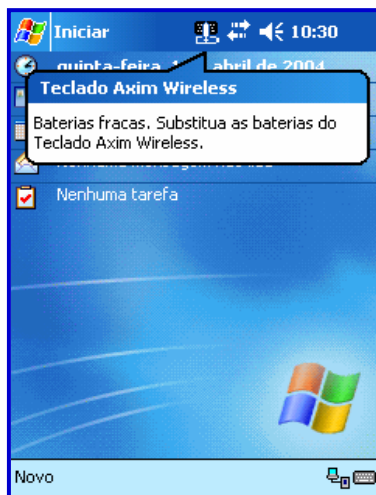 Iniciar 10:30
quinta-feira, 1 abril de 2004
Teclado Axim Wireless
Baterias fracas. Substitua as baterias do
Teclado Axim Wireless.
Nenhuma tarefa
Novo